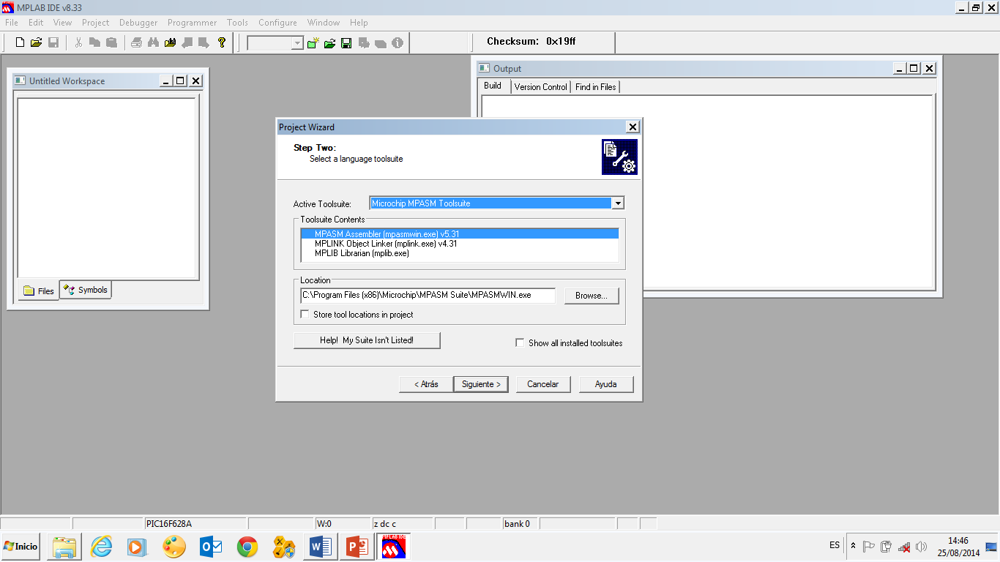 MPLAB IDE v8.33
File Edit View Project Debugger Programmer Tools Configure Window Help
Checksum: 0x19ff
Untitled Workspace
Files Symbols
Output
Build Version Control Find in Files
Project Wizard
Step Two:
Select a language toolsuite
Active Toolsuite: Microchip MPASM Toolsuite
Toolsuite Contents
MPASM Assembler (mpasmwin.exe) v5.31
MPLINK Object Linker (mplink.exe) v4.31
MPLIB Librarian (mplib.exe)
Location
C:\Program Files (x86)\Microchip\MPASM Suite\MPASMWIN.exe Browse...
Store tool locations in project
Help! My Suite Isn't Listed! Show all installed toolsuites
< Atrás Siguiente > Cancelar Ayuda
PIC16F628A W:0 z dc c bank 0
Inicio
MPLAB IDE
ES
14:46
25/08/2014